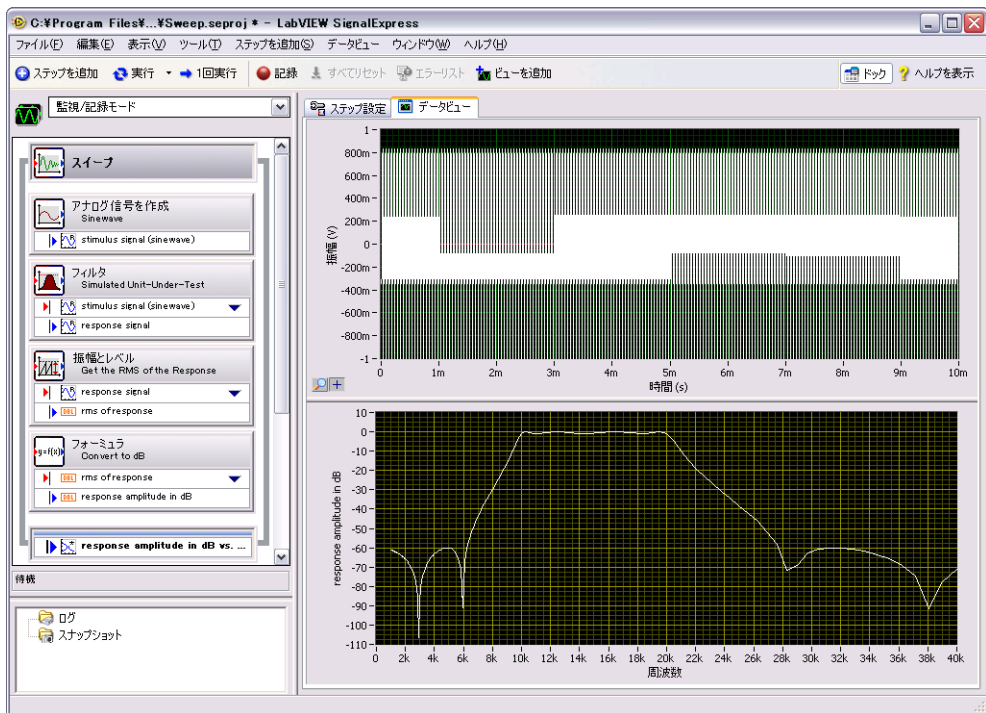 C:¥Program Files¥...¥Sweep.seproj * - LabVIEW SignalExpress
ファイル(F) 編集(E) 表示(V) ツール(T) ステップを追加(S) データビュー ウィンドウ(W) ヘルプ(H)
ステップを追加 実行 1回実行 記録 すべてリセット エラーリスト ビューを追加 ドック ヘルプを表示
監視/記録モード
スイープ
アナログ信号を作成
Sinewave
stimulus signal (sinewave)
フィルタ
Simulated Unit-Under-Test
stimulus signal (sinewave)
response signal
振幅とレベル
Get the RMS of the Response
response signal
DBL rms of response
y=f(x)
フォーミュラ
Convert to dB
DBL rms of response
DBL response amplitude in dB
response amplitude in dB vs. ...
待機
ログ
スナップショット
ステップ設定 データビュー
振幅 (V)
1
800m
600m
400m
200m
0
-200m
-400m
-600m
-800m
-1
0 1m 2m 3m 4m 5m 6m 7m 8m 9m 10m
時間 (s)
response amplitude in dB
10
0
-10
-20
-30
-40
-50
-60
-70
-80
-90
-100
-110
0 2k 4k 6k 8k 10k 12k 14k 16k 18k 20k 22k 24k 26k 28k 30k 32k 34k 36k 38k 40k
周波数